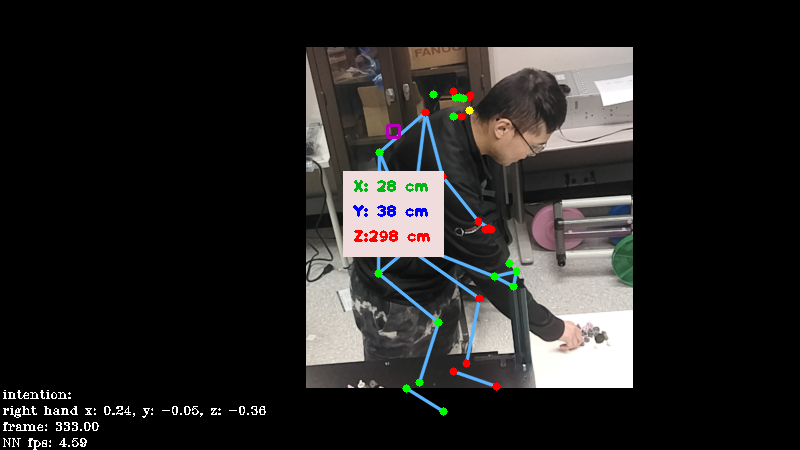 FANUC
X: 28 cm
Y: 38 cm
Z:298 cm
intention:
right hand x: 0.24, y: -0.05, z: -0.36
frame: 333.00
NN fps: 4.59